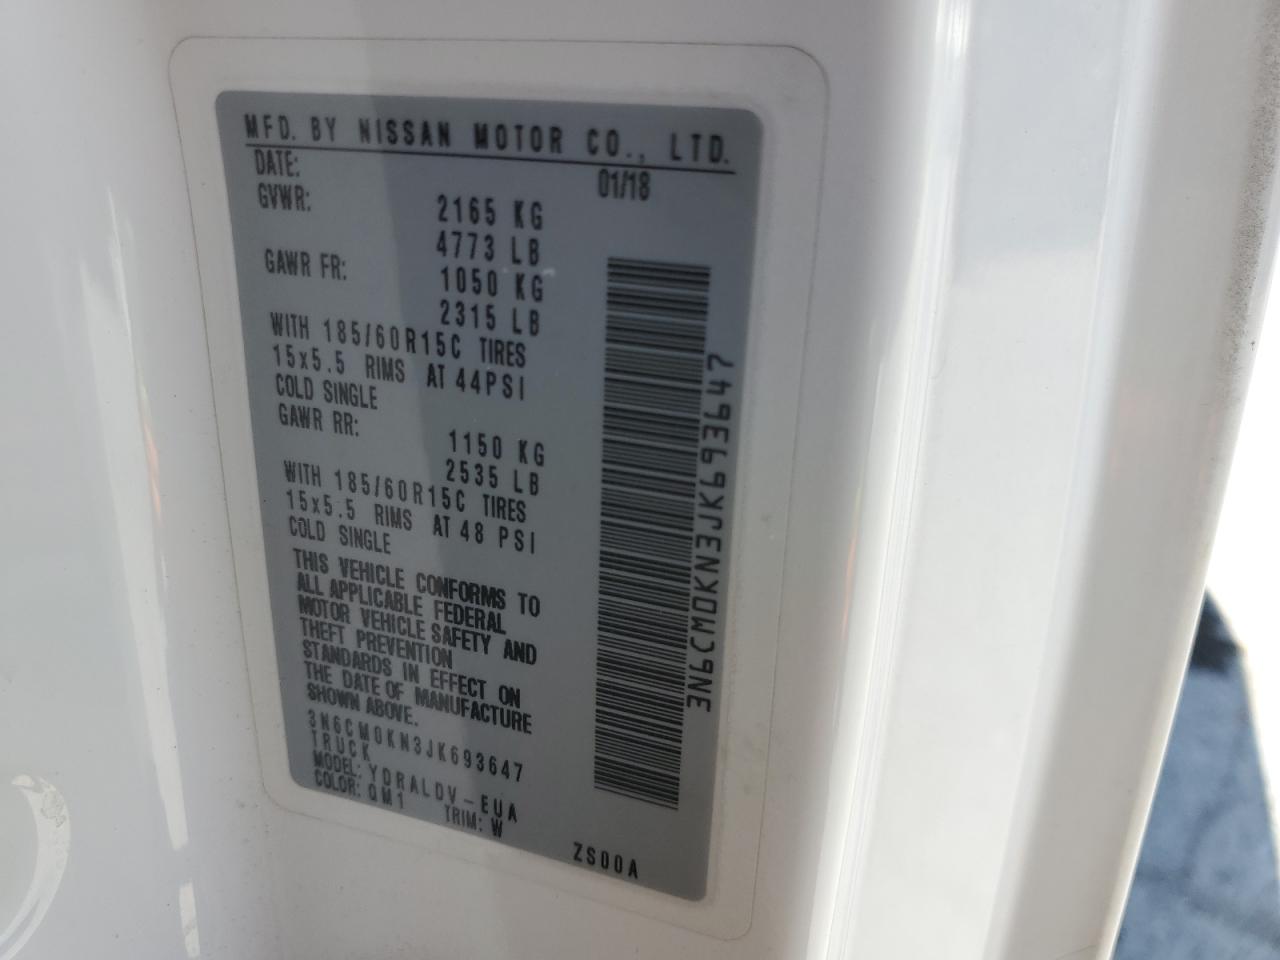 MFD. BY NISSAN MOTOR CO., LTD.
DATE: 01/18
GVWR: 2165 KG
4773 LB
GAWR FR: 1050 KG
2315 LB
WITH 185/60R15C TIRES
15x5.5 RIMS AT 44PSI
COLD SINGLE
GAWR RR: 1150 KG
2535 LB
WITH 185/60R15C TIRES
15x5.5 RIMS AT 48 PSI
COLD SINGLE
THIS VEHICLE CONFORMS TO
ALL APPLICABLE FEDERAL
MOTOR VEHICLE SAFETY AND
THEFT PREVENTION
STANDARDS IN EFFECT ON
THE DATE OF MANUFACTURE
SHOWN ABOVE.
3N6CM0KN3JK693647
TRUCK
MODEL: YDRALDV-EUA
COLOR: QM1 TRIM: W
ZS00A
3N6CM0KN3JK693647